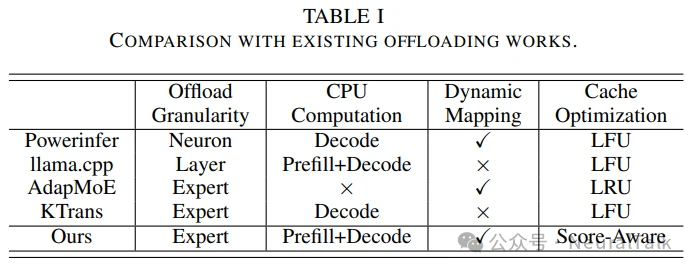 TABLE I
COMPARISON WITH EXISTING OFFLOADING WORKS.
Offload Granularity CPU Computation Dynamic Mapping Cache Optimization
Powerinfer Neuron Decode ✓ LFU
llama.cpp Layer Prefill+Decode × LFU
AdapMoE Expert × ✓ LRU
KTrans Expert Decode × LFU
Ours Expert Prefill+Decode ✓ Score-Aware
公众号 · NeuralTalk